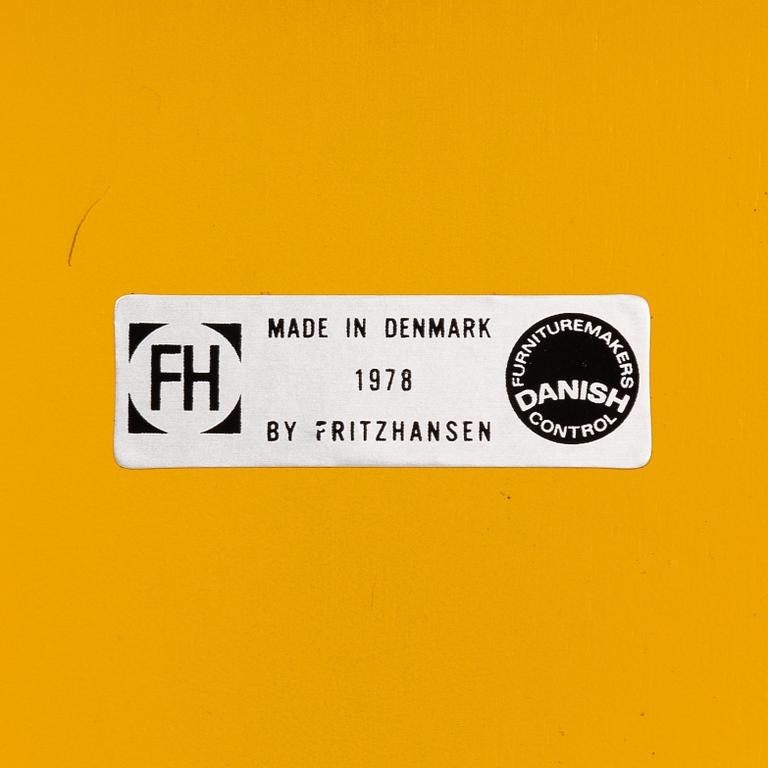 FH
MADE IN DENMARK
1978
BY FRITZHANSEN
FURNITUREMAKERS
DANISH
CONTROL